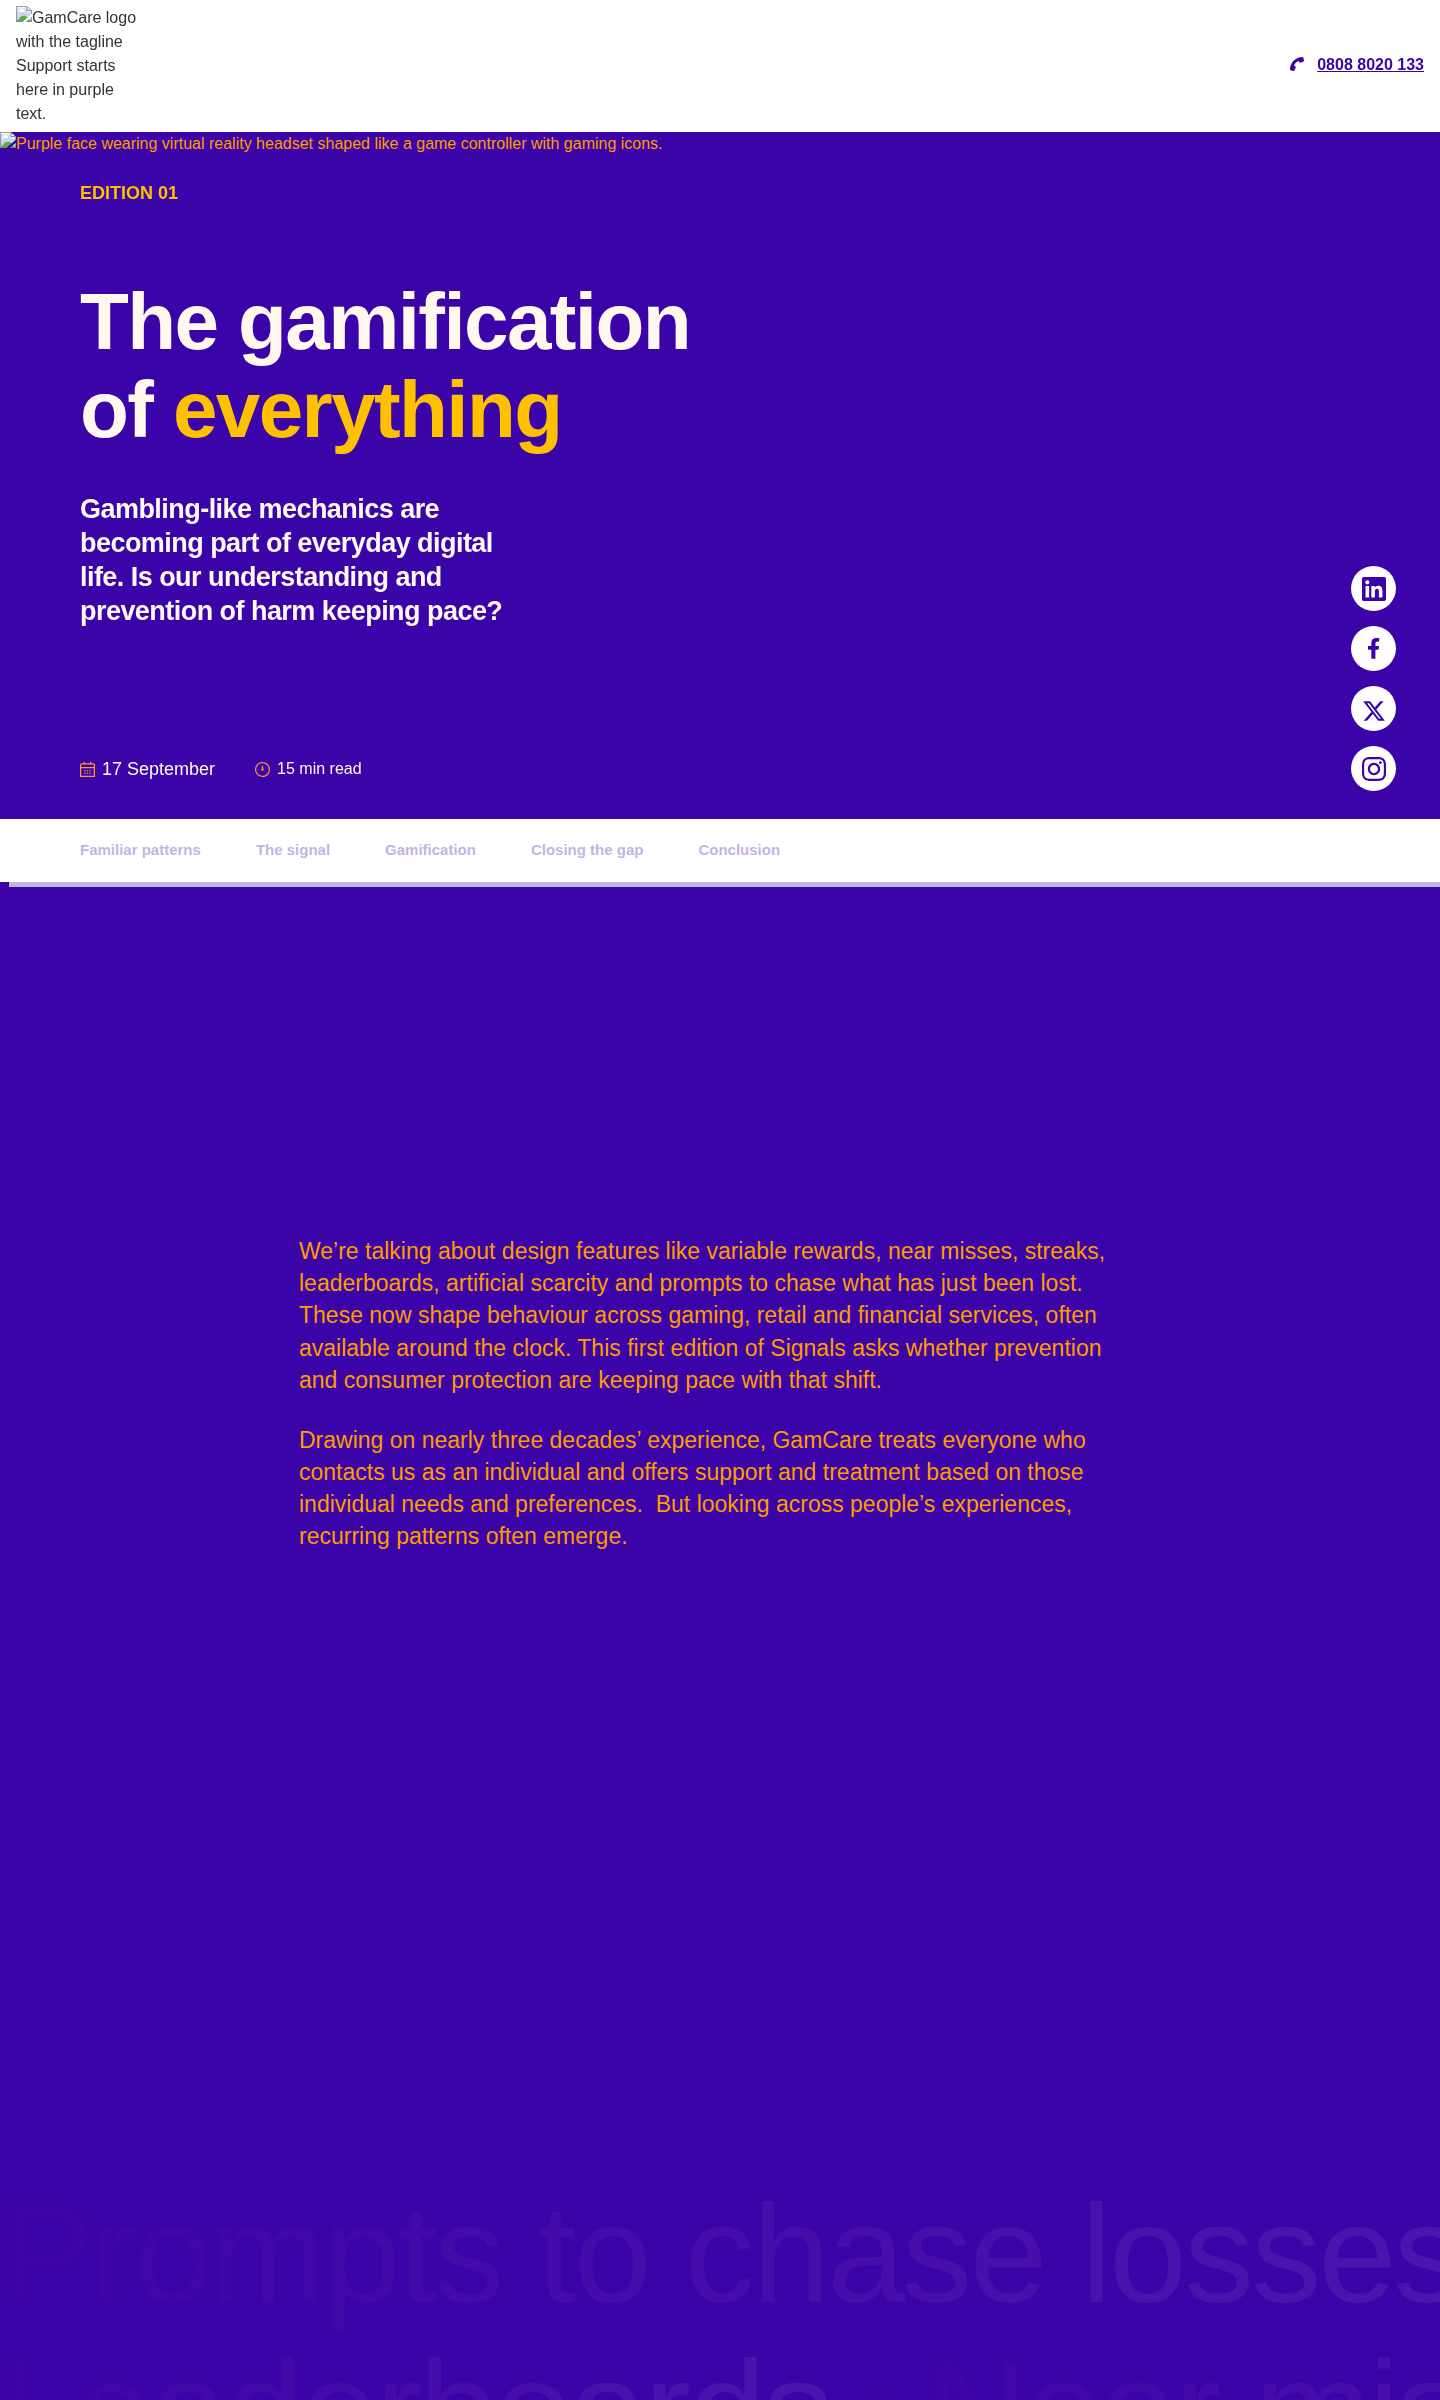 GamCare logo
with the tagline
Support starts
here in purple
text.
0808 8020 133
Purple face wearing virtual reality headset shaped like a game controller with gaming icons.
EDITION 01
The gamification
of everything
Gambling-like mechanics are
becoming part of everyday digital
life. Is our understanding and
prevention of harm keeping pace?
17 September
15 min read
Familiar patterns
The signal
Gamification
Closing the gap
Conclusion
We’re talking about design features like variable rewards, near misses, streaks,
leaderboards, artificial scarcity and prompts to chase what has just been lost.
These now shape behaviour across gaming, retail and financial services, often
available around the clock. This first edition of Signals asks whether prevention
and consumer protection are keeping pace with that shift.
Drawing on nearly three decades’ experience, GamCare treats everyone who
contacts us as an individual and offers support and treatment based on those
individual needs and preferences.  But looking across people’s experiences,
recurring patterns often emerge.
Prompts to chase losses
Leaderboards Near